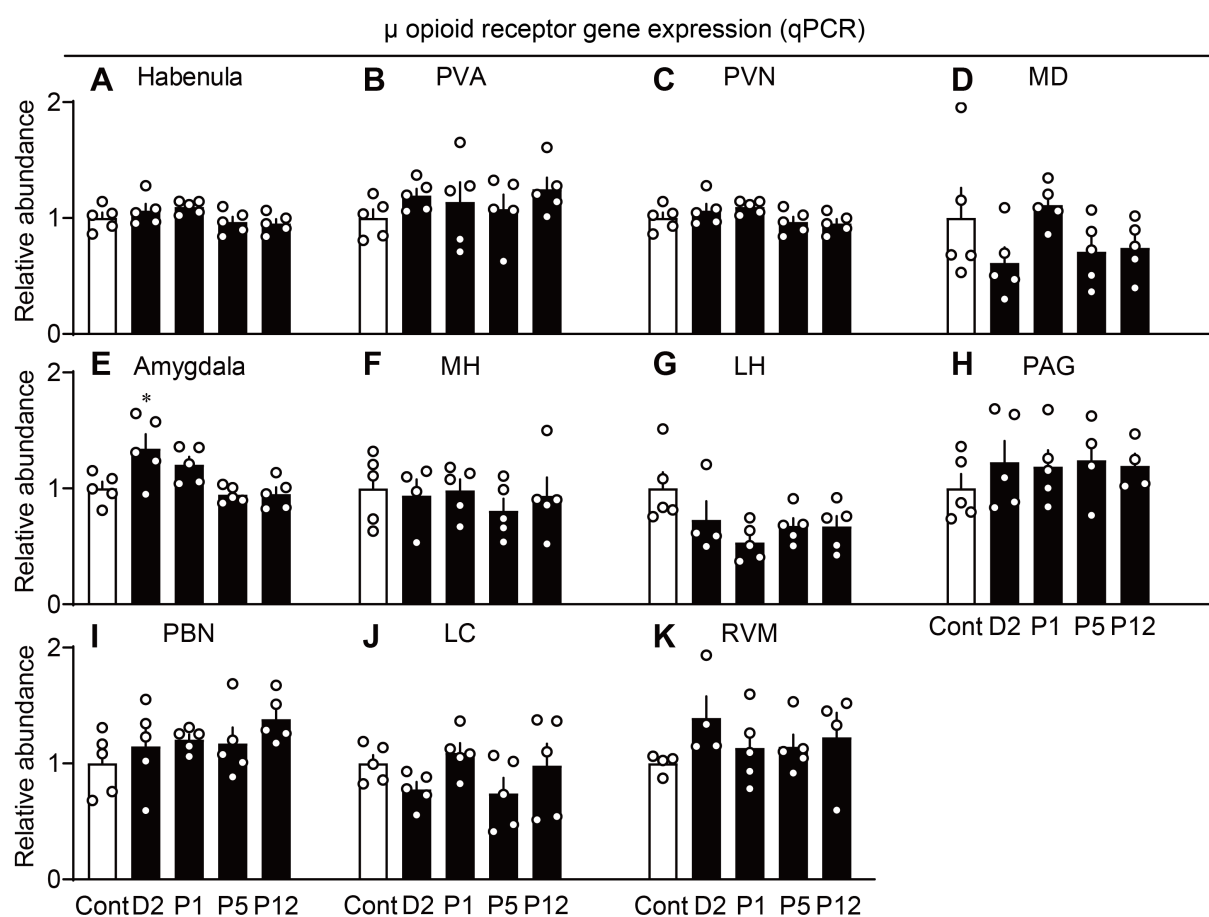 μ opioid receptor gene expression (qPCR)
A Habenula B PVA C PVN D MD
2
1
0
Relative abundance
E Amygdala F MH G LH H PAG
2
*
1
0
Relative abundance
Cont D2 P1 P5 P12
I PBN J LC K RVM
2
1
0
Relative abundance
Cont D2 P1 P5 P12 Cont D2 P1 P5 P12 Cont D2 P1 P5 P12